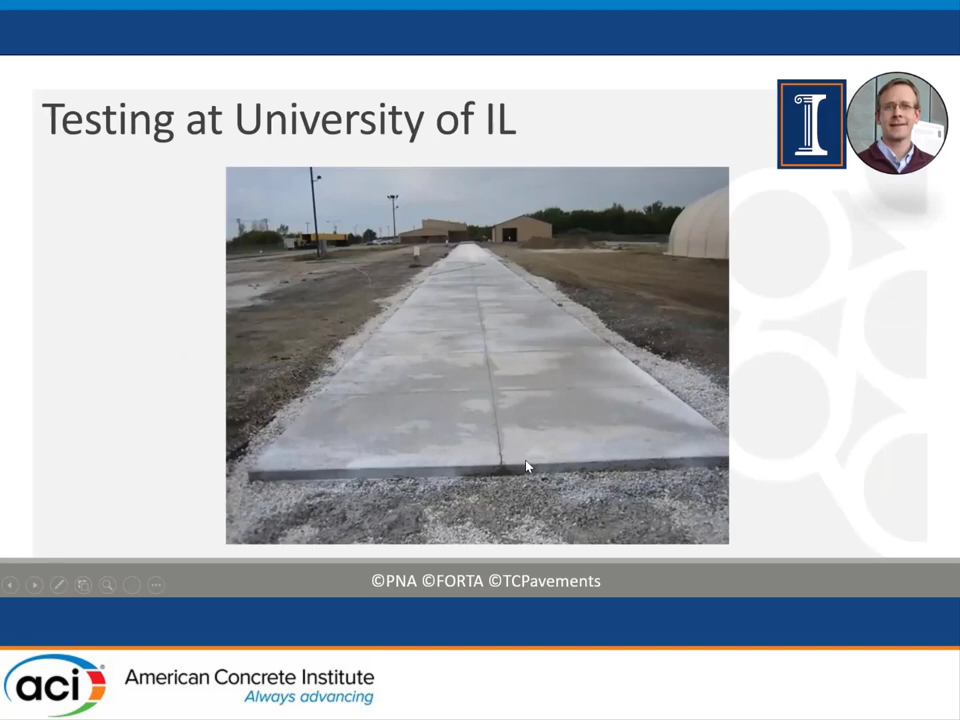 Testing at University of IL
I
©PNA ©FORTA ©TCPavements
aci®
American Concrete Institute
Always advancing